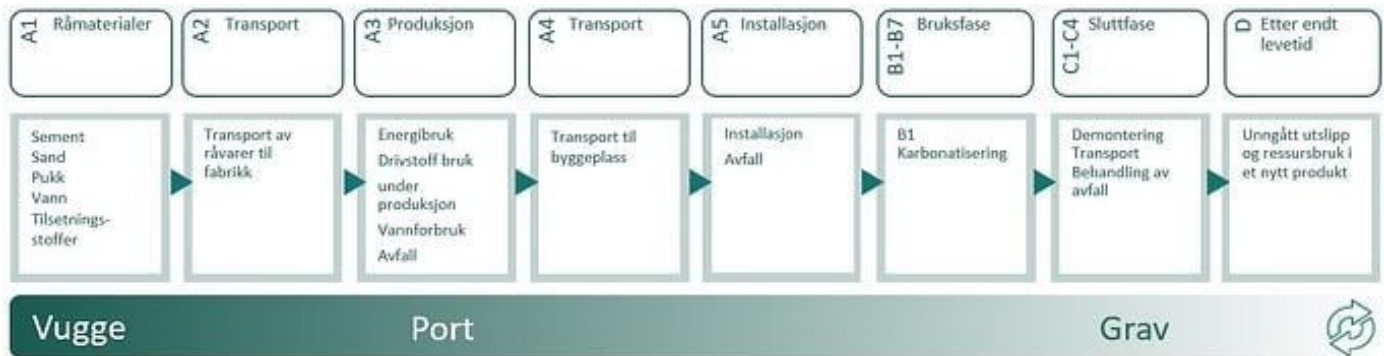 A1 Råmaterialer
A2 Transport
A3 Produksjon
A4 Transport
A5 Installasjon
B1-B7 Bruksfase
C1-C4 Sluttfase
D Etter endt
levetid
Sement
Sand
Pukk
Vann
Tilsetnings-
stoffer
Transport av
råvarer til
fabrikk
Energibruk
Drivstoff bruk
under
produksjon
Vannforbruk
Avfall
Transport til
byggeplass
Installasjon
Avfall
B1
Karbonatisering
Demontering
Transport
Behandling av
avfall
Unngått utslipp
og ressursbruk i
et nytt produkt
Vugge
Port
Grav